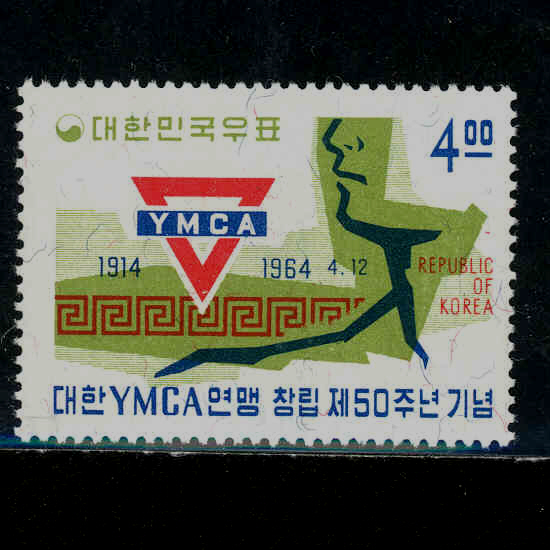 대한민국우표
4.00
YMCA
1914
1964 4.12
REPUBLIC
OF
KOREA
대한YMCA연맹 창립 제50주년기념